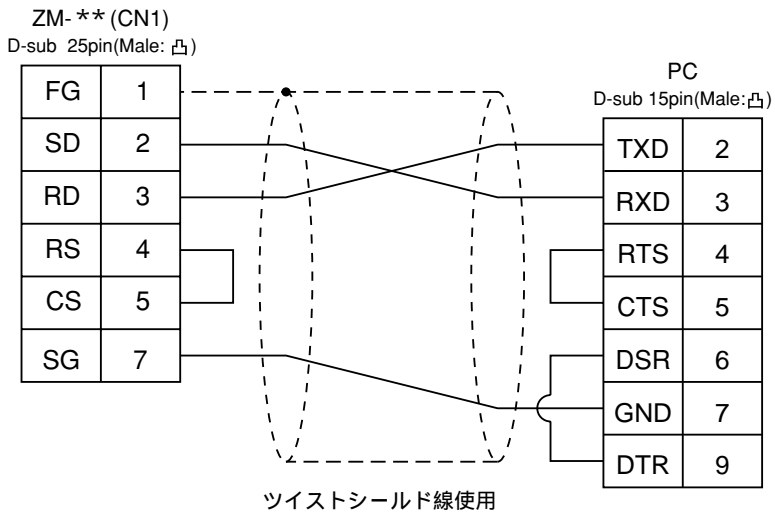 ZM-**(CN1)
D-sub 25pin(Male:凸)
FG 1
SD 2
RD 3
RS 4
CS 5
SG 7
PC
D-sub 15pin(Male:凸)
TXD 2
RXD 3
RTS 4
CTS 5
DSR 6
GND 7
DTR 9
ツイストシールド線使用